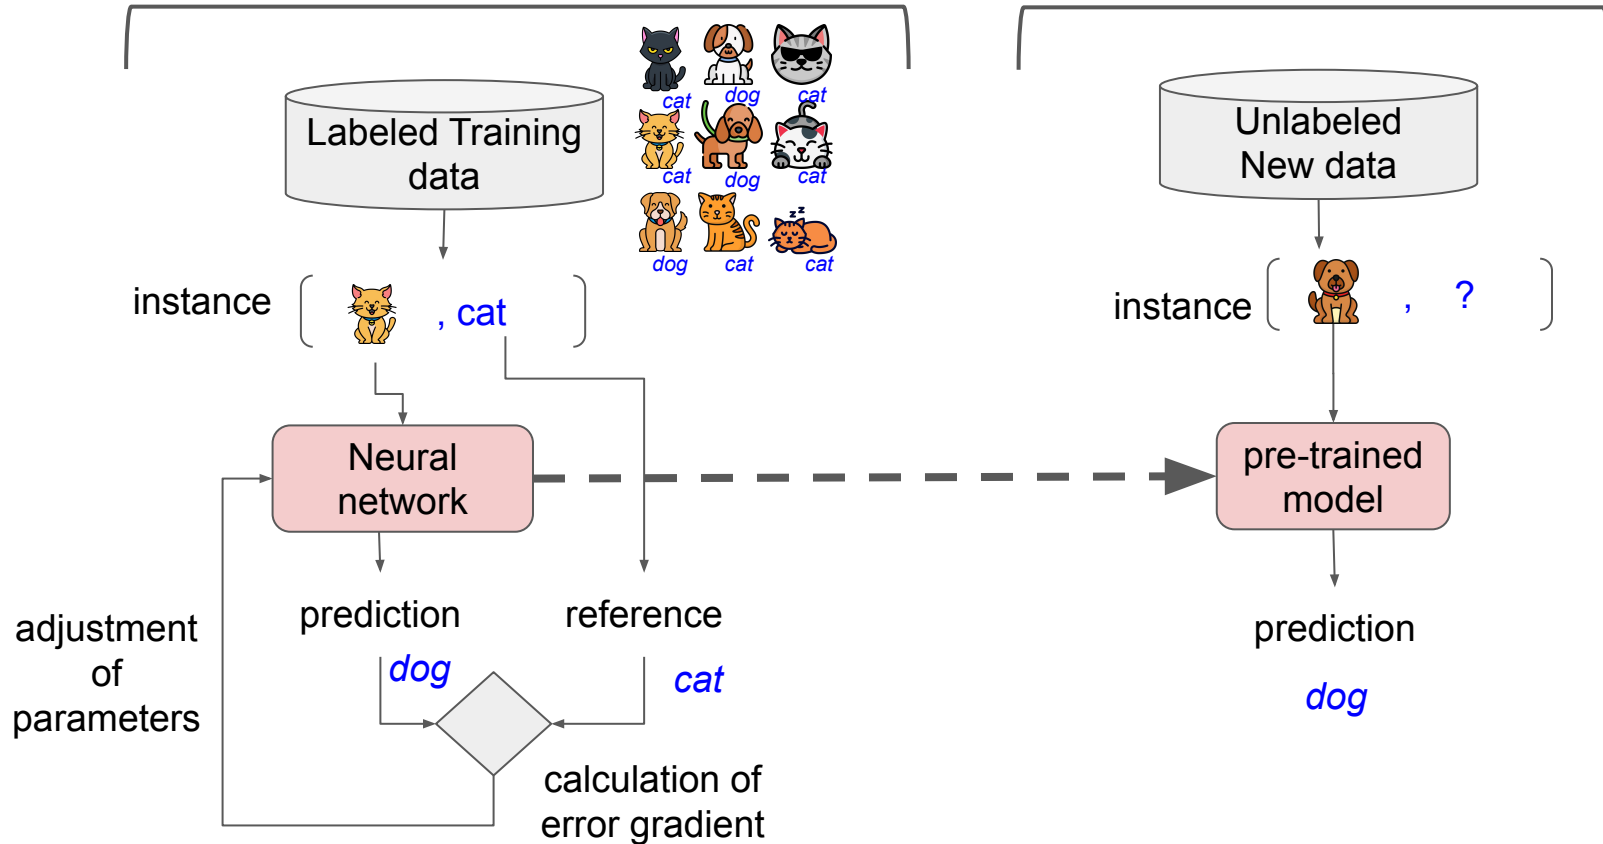 cat
dog
cat
Labeled Training
data
cat
dog
cat
z z
dog
cat
cat
instance
, cat
Neural
network
prediction
reference
dog
cat
adjustment
of
parameters
calculation of
error gradient
Unlabeled
New data
instance
, ?
pre-trained
model
prediction
dog